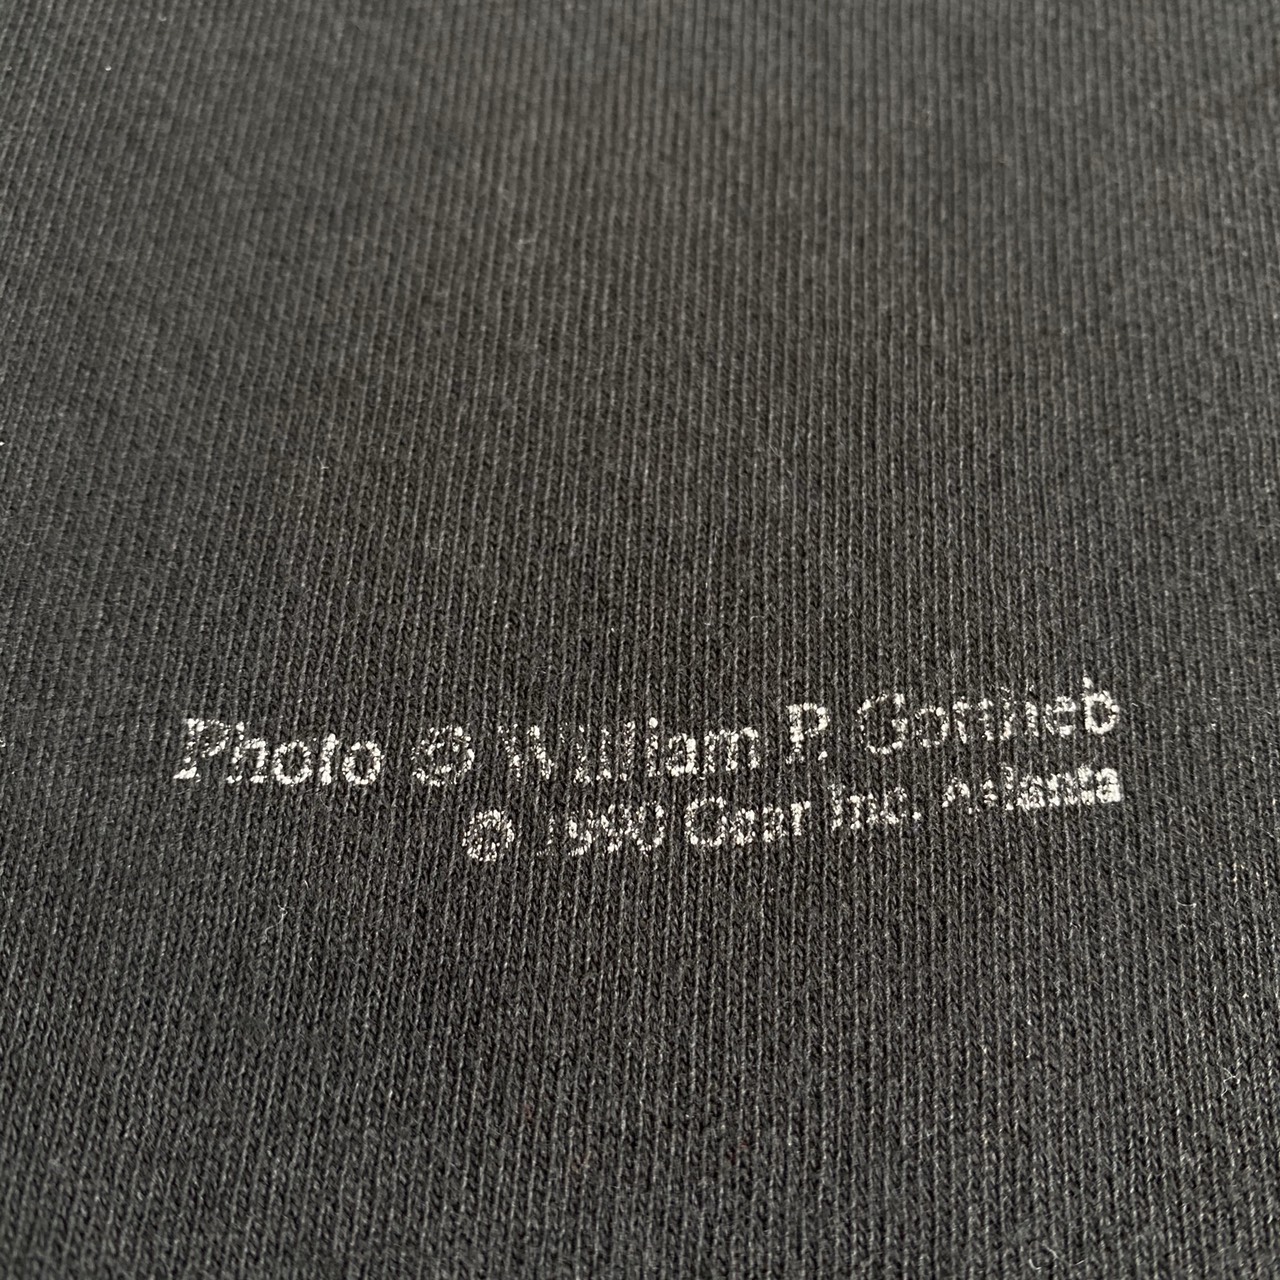 Photo © William P. Gottlieb
© 1990 Gear Inc. Atlanta